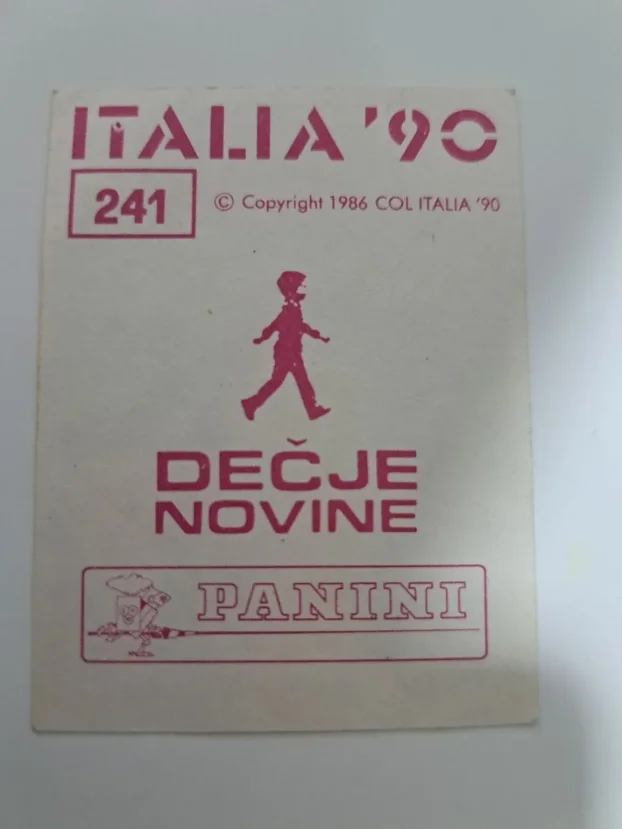 ITALIA '90
241
© Copyright 1986 COL ITALIA '90
DEČJE
NOVINE
PANINI